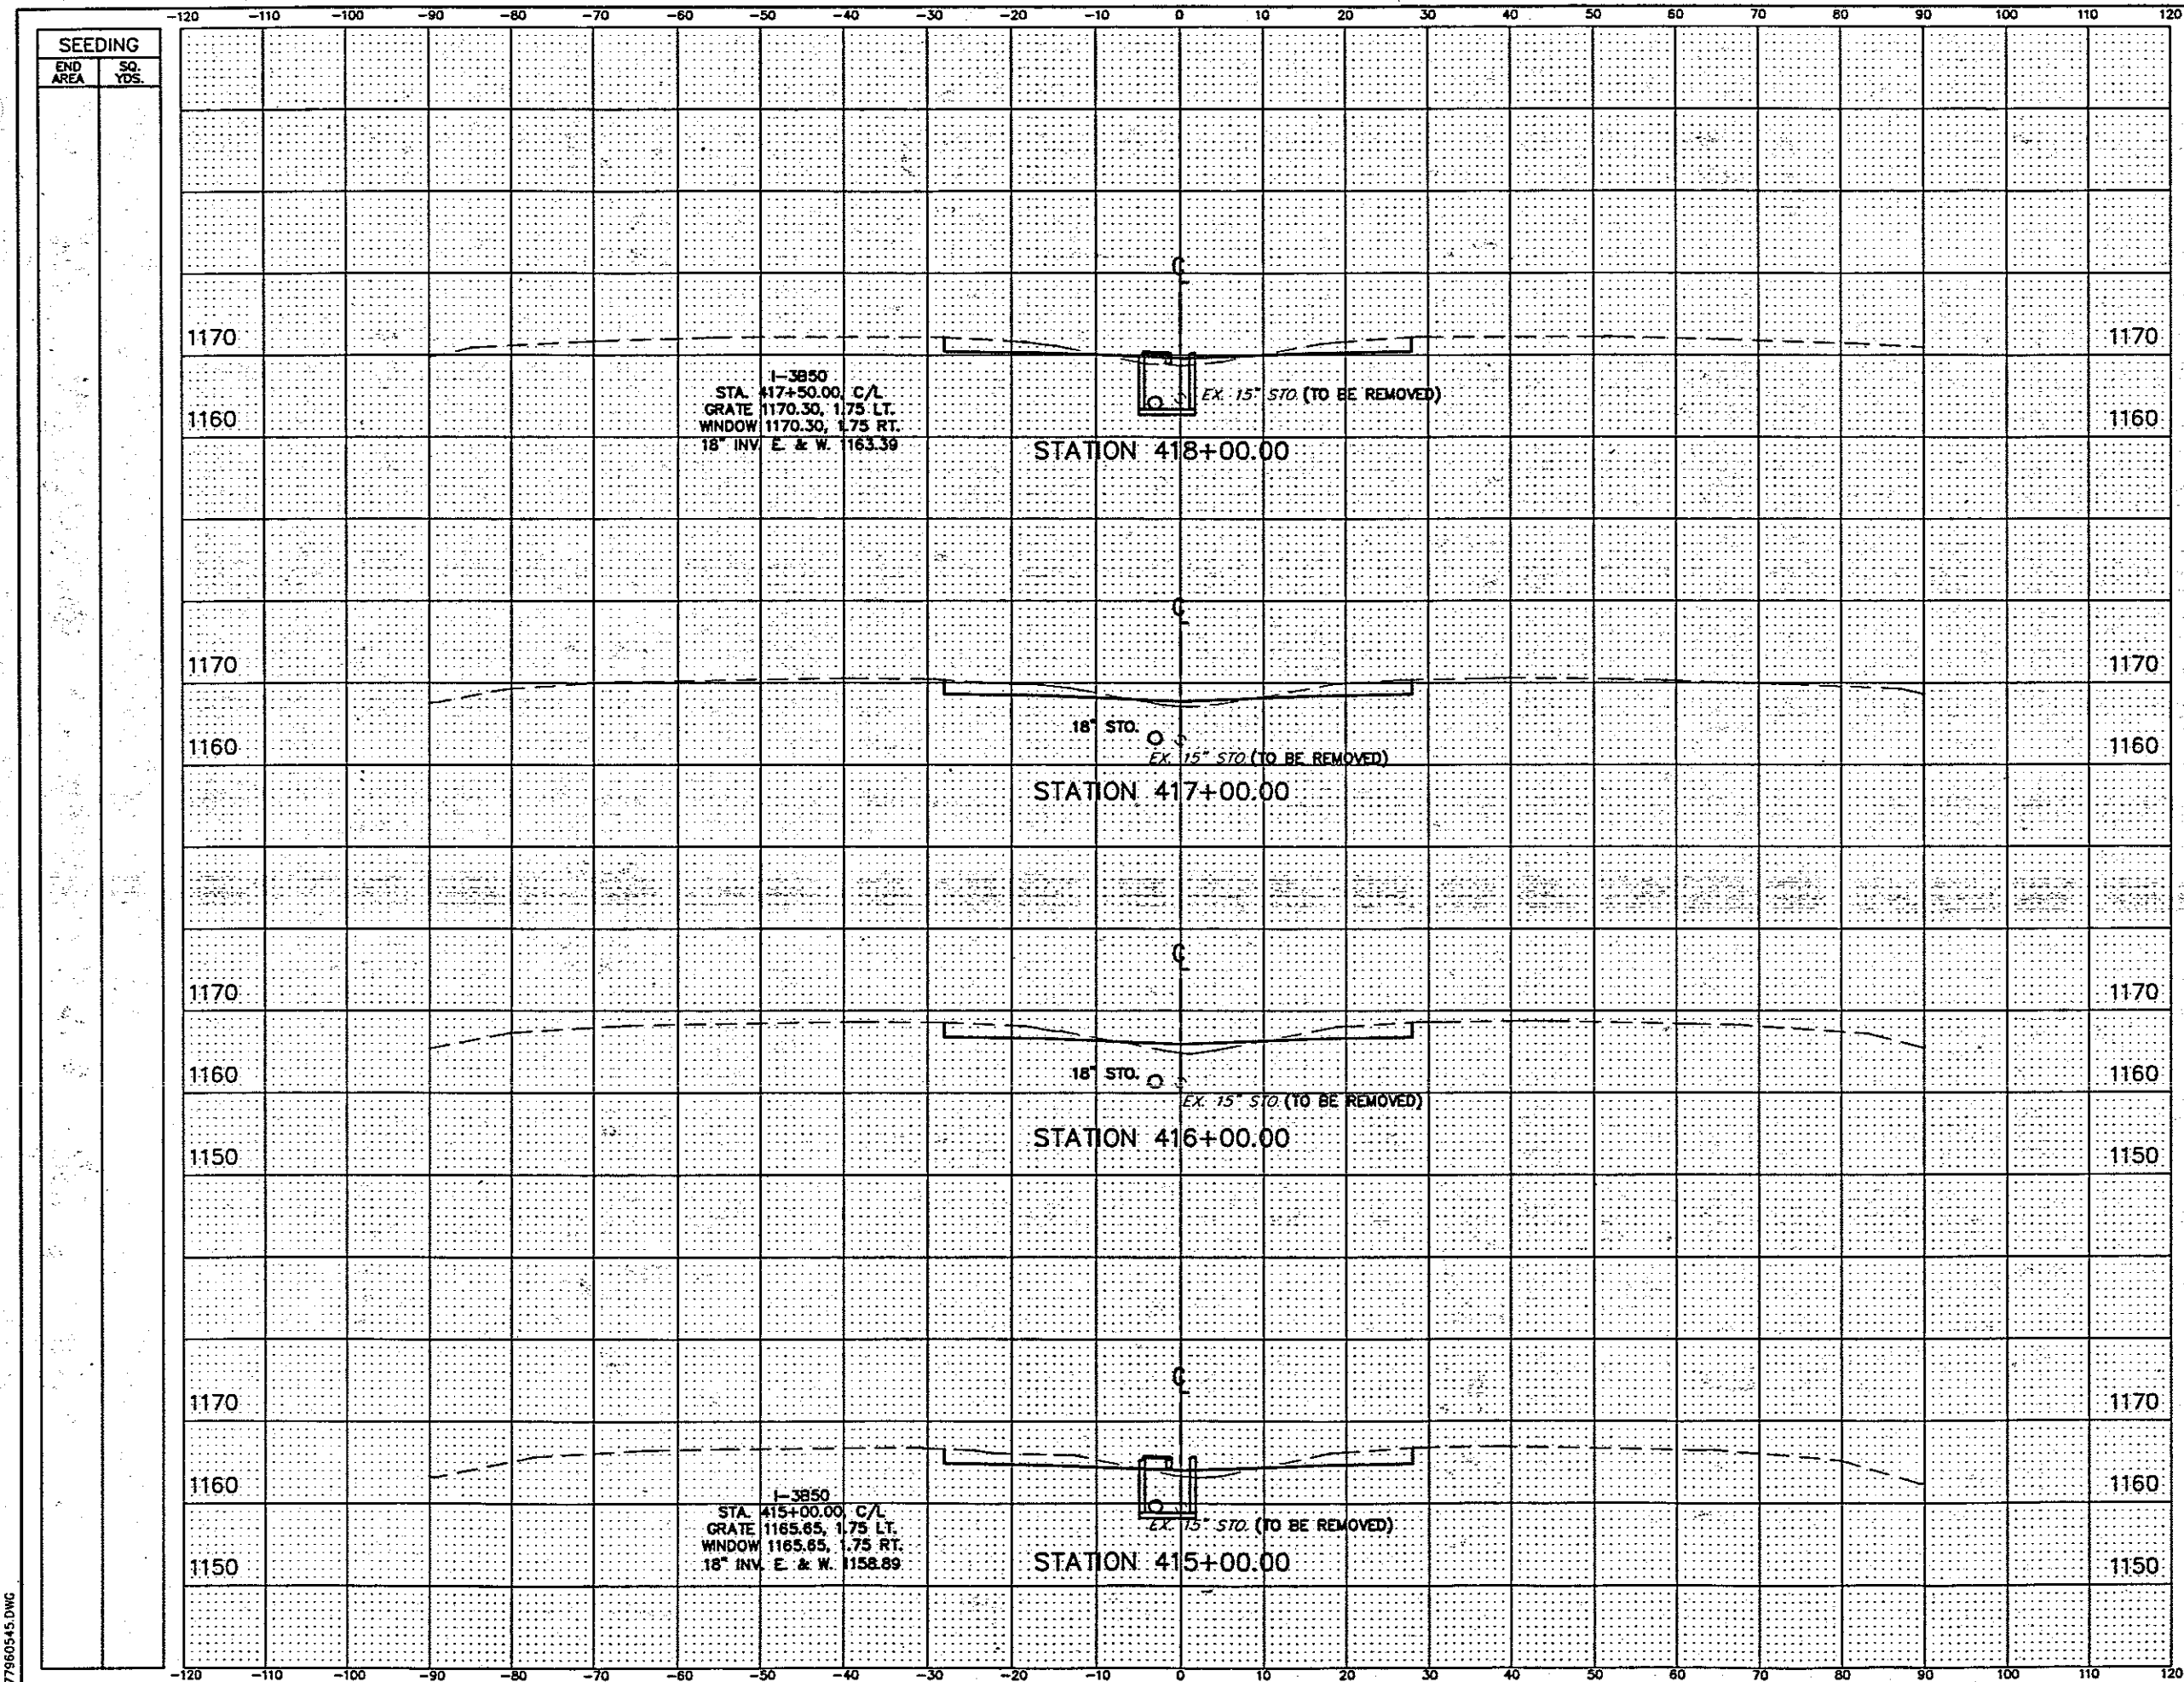 -120 -110 -100 -90 -80 -70 -60 -50 -40 -30 -20 -10 0 10 20 30 40 50 60 70 80 90 100 110 120
SEEDING
END AREA
SQ. YDS.
1170 1170
I-3B50
STA. 417+50.00, C/L
GRATE 1170.30, 1.75 LT.
WINDOW 1170.30, 1.75 RT.
18" INV. E. & W. 1163.39
EX. 15" STO. (TO BE REMOVED)
1160 1160
STATION 418+00.00
1170 1170
18" STO.
1160 1160
EX. 15" STO. (TO BE REMOVED)
STATION 417+00.00
1170 1170
1160 1160
18" STO.
EX. 15" STO. (TO BE REMOVED)
STATION 416+00.00
1150 1150
1170 1170
1160 1160
I-3B50
STA. 415+00.00, C/L
GRATE 1165.65, 1.75 LT.
WINDOW 1165.65, 1.75 RT.
18" INV. E. & W. 1158.89
EX. 15" STO. (TO BE REMOVED)
STATION 415+00.00
1150 1150
-120 -110 -100 -90 -80 -70 -60 -50 -40 -30 -20 -10 0 10 20 30 40 50 60 70 80 90 100 110 120
77960545.DWG